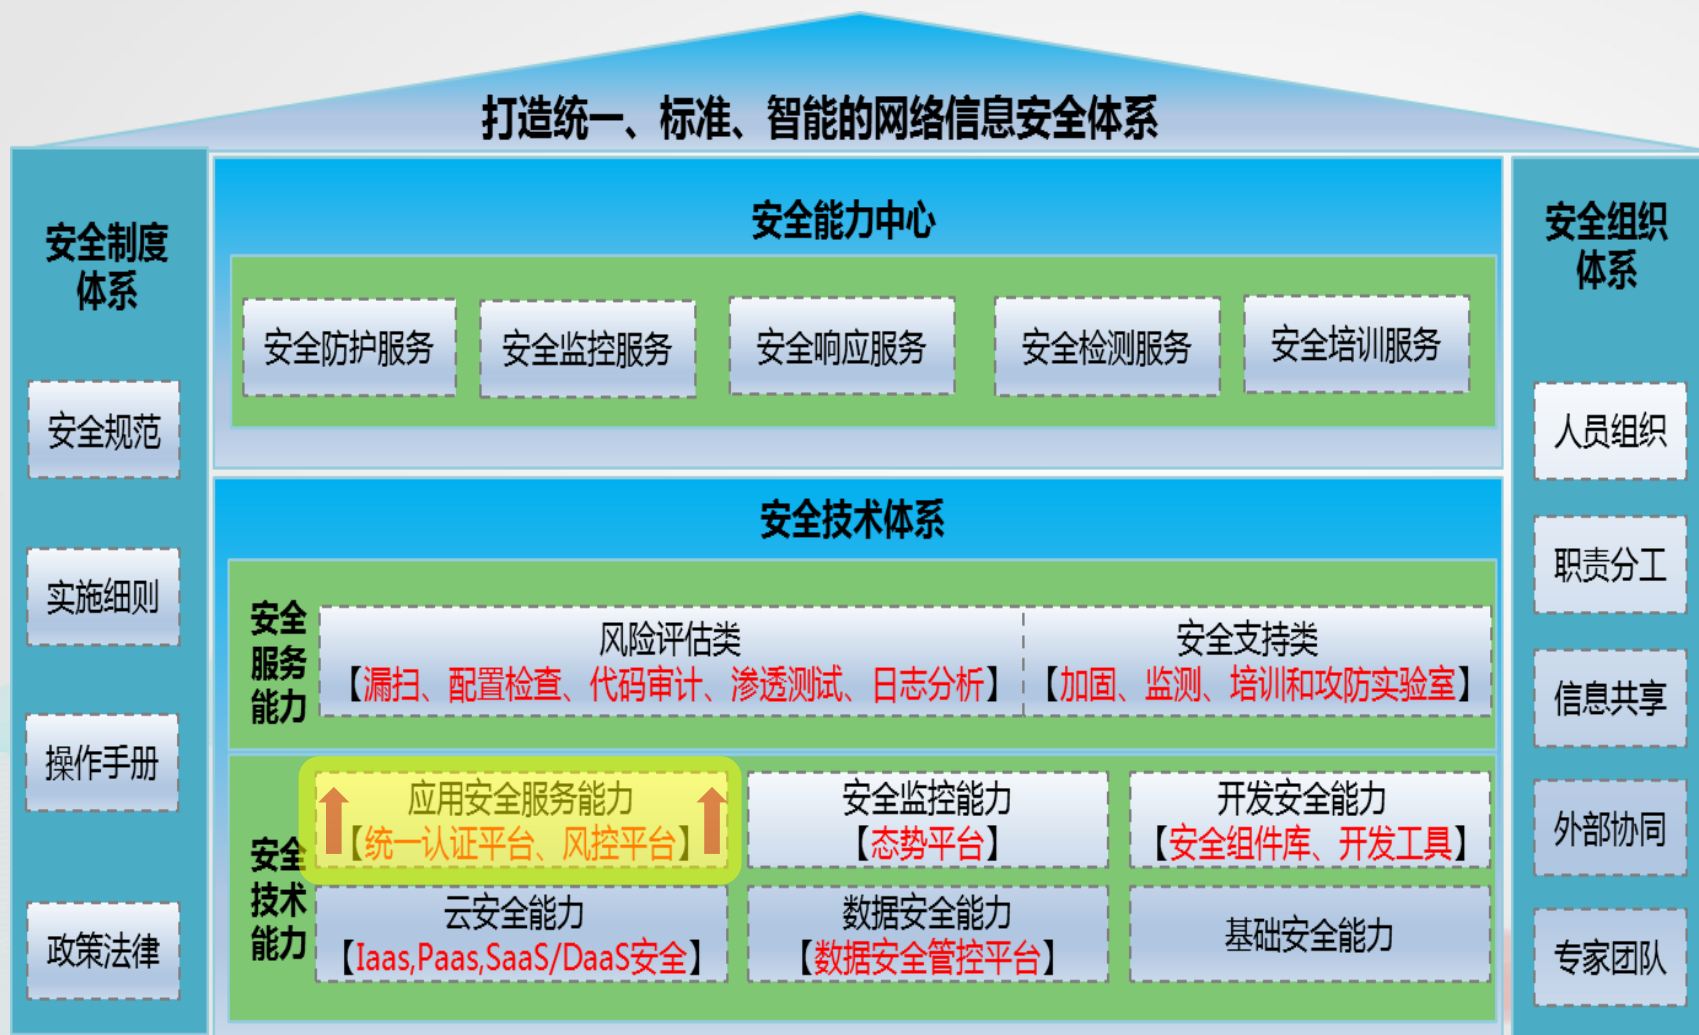 打造统一、标准、智能的网络信息安全体系
安全制度
体系
安全规范
实施细则
操作手册
政策法律
安全能力中心
安全防护服务
安全监控服务
安全响应服务
安全检测服务
安全培训服务
安全技术体系
安全
服务
能力
风险评估类
【漏扫、配置检查、代码审计、渗透测试、日志分析】
安全支持类
【加固、监测、培训和攻防实验室】
安全
技术
能力
应用安全服务能力
【统一认证平台、风控平台】
安全监控能力
【态势平台】
开发安全能力
【安全组件库、开发工具】
云安全能力
【Iaas,Paas,SaaS/DaaS安全】
数据安全能力
【数据安全管控平台】
基础安全能力
安全组织
体系
人员组织
职责分工
信息共享
外部协同
专家团队